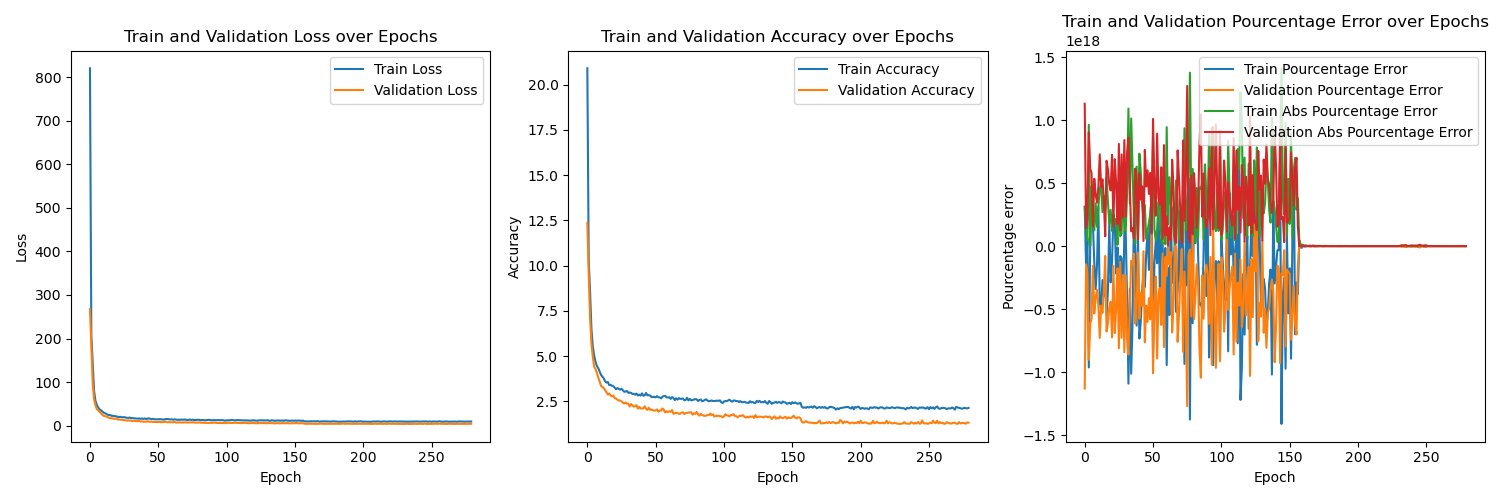 Train and Validation Loss over Epochs
Train Loss
Validation Loss
800
700
600
500
400
300
200
100
0
Loss
0 50 100 150 200 250
Epoch
Train and Validation Accuracy over Epochs
Train Accuracy
Validation Accuracy
20.0
17.5
15.0
12.5
10.0
7.5
5.0
2.5
Accuracy
0 50 100 150 200 250
Epoch
Train and Validation Pourcentage Error over Epochs
1e18
Train Pourcentage Error
Validation Pourcentage Error
Train Abs Pourcentage Error
Validation Abs Pourcentage Error
1.5
1.0
0.5
0.0
−0.5
−1.0
−1.5
Pourcentage error
0 50 100 150 200 250
Epoch